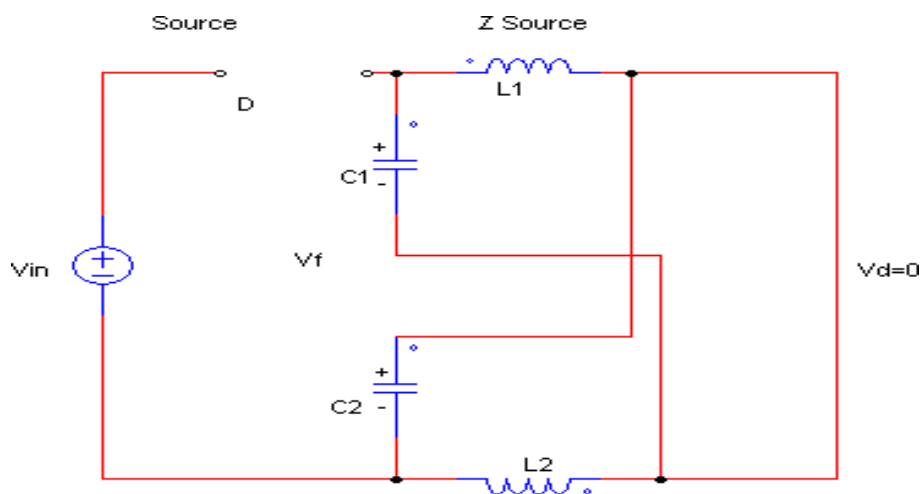 Source
Z Source
D
L1
+
C1
-
Vin
+
-
Vf
Vd=0
+
C2
-
L2